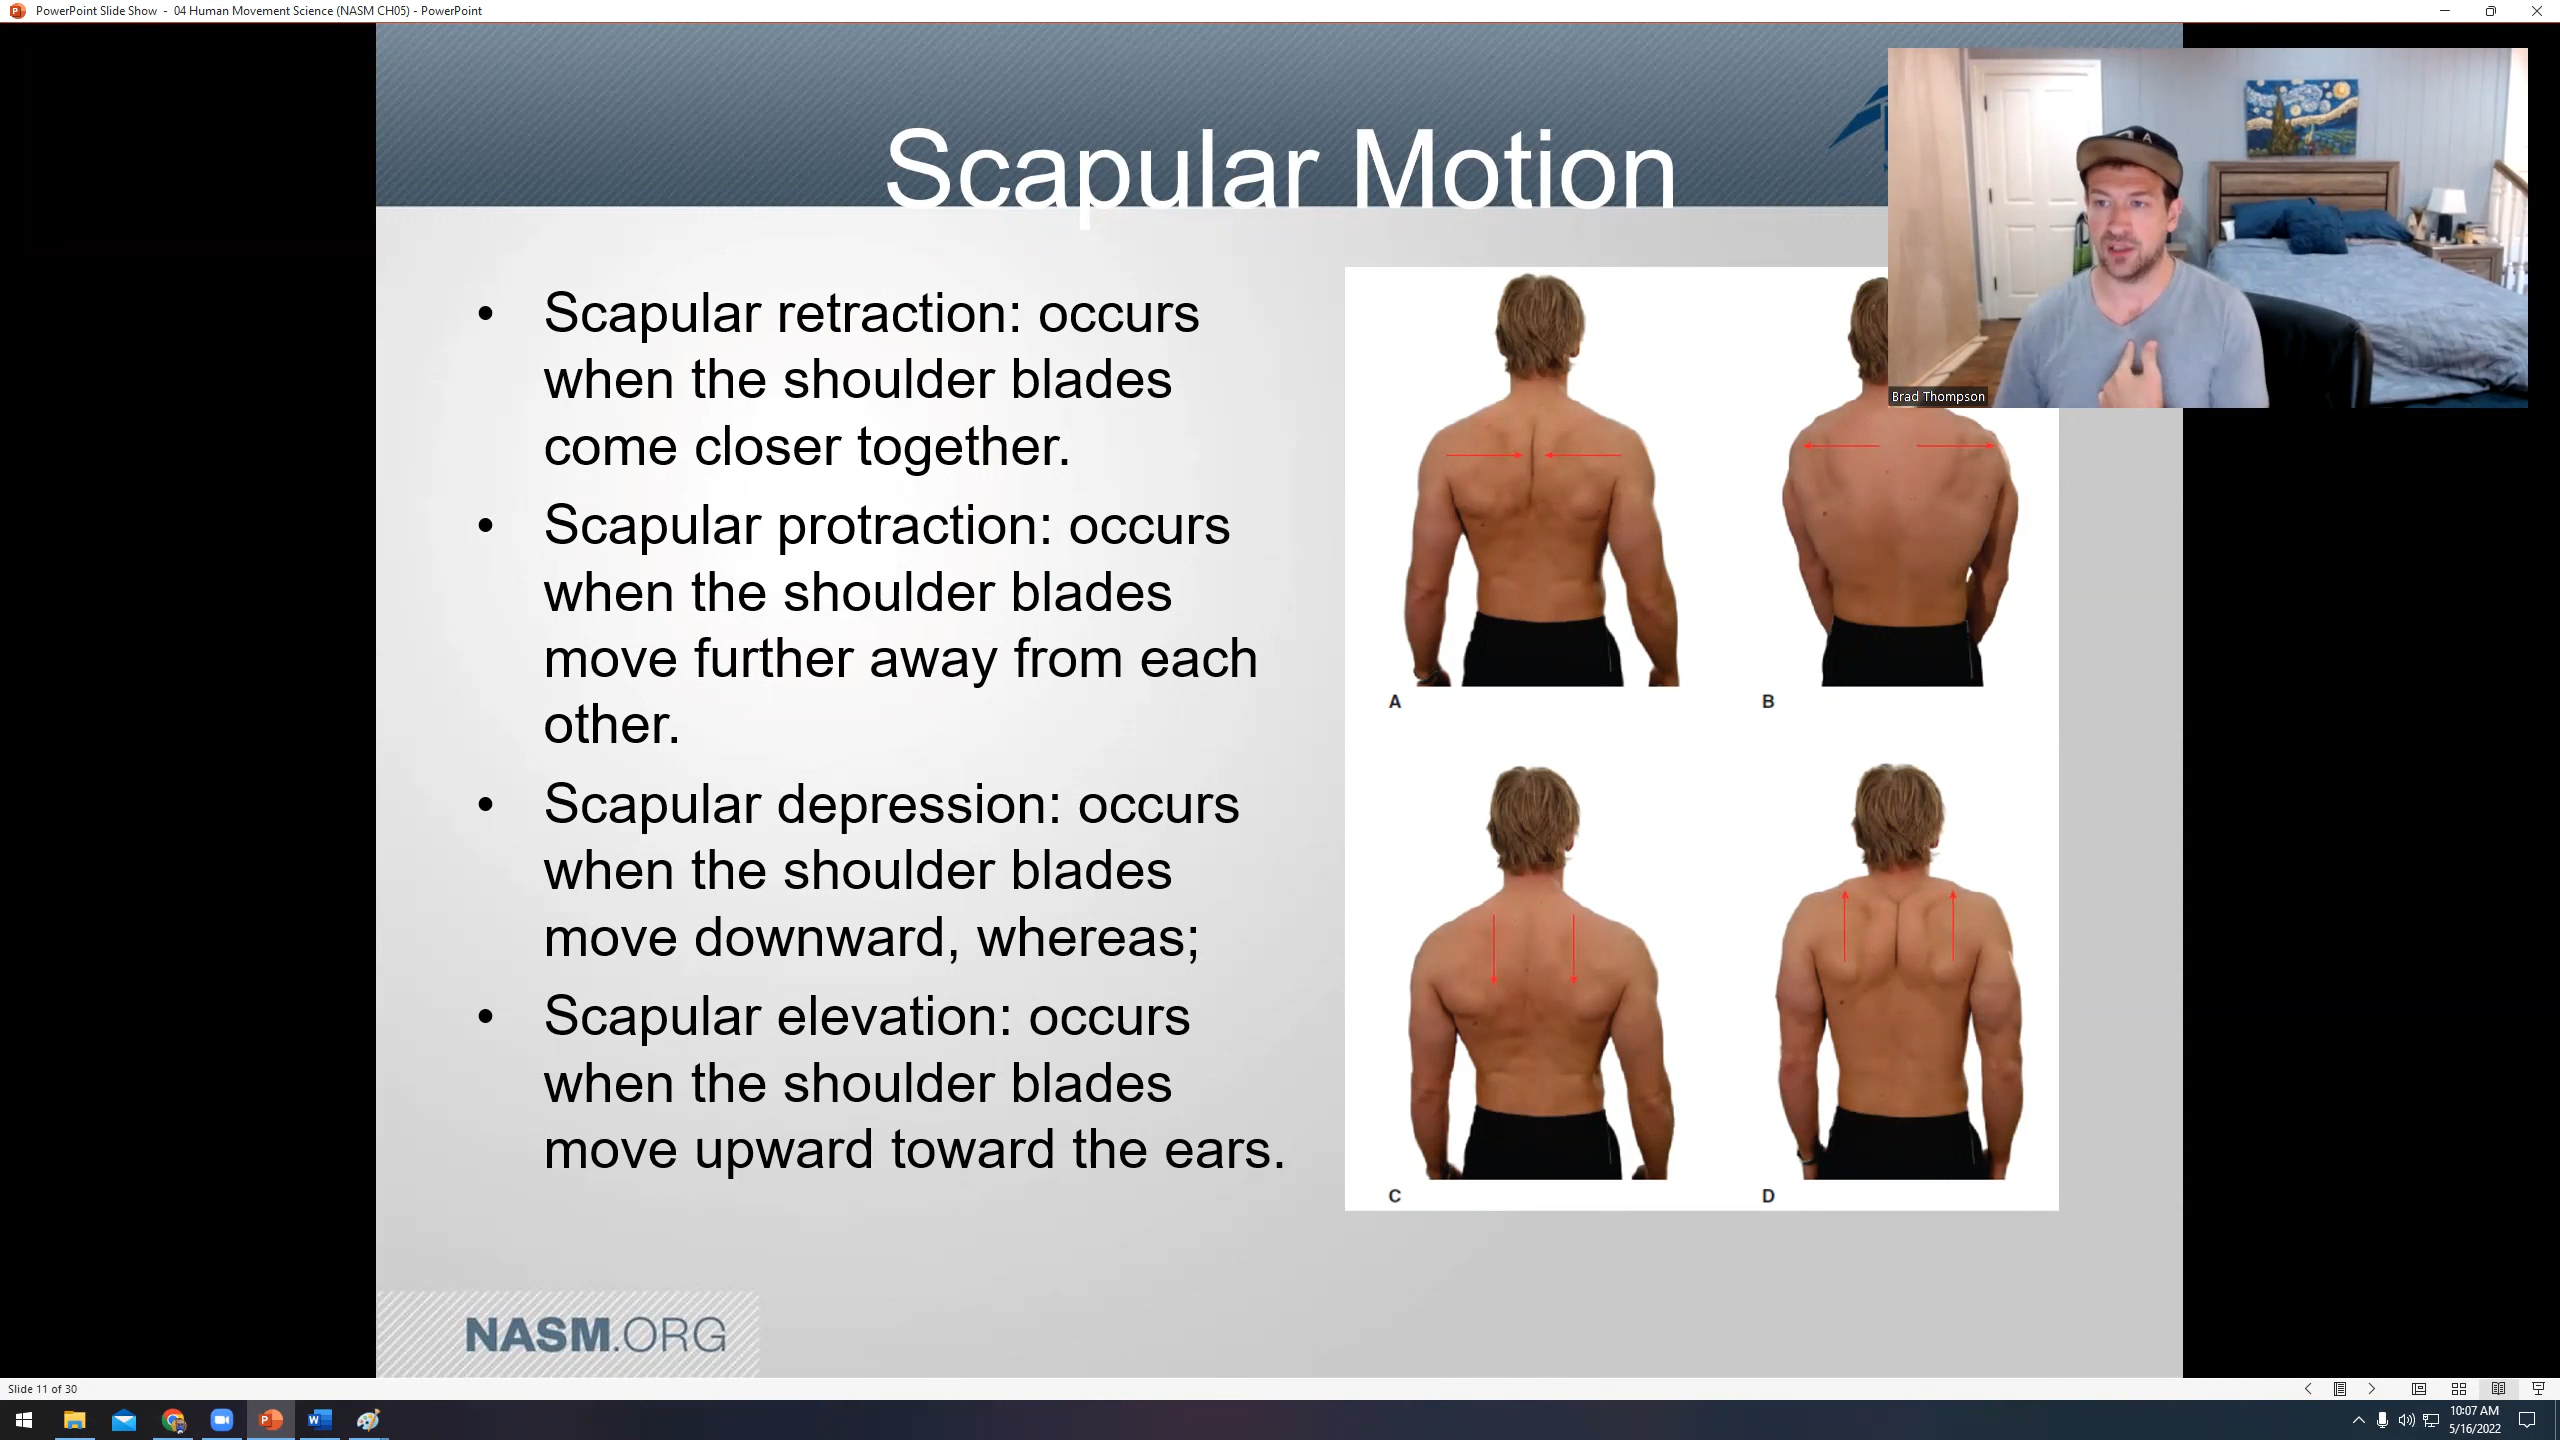 PowerPoint Slide Show - 04 Human Movement Science (NASM CH05) - PowerPoint
Scapular Motion
Brad Thompson
• Scapular retraction: occurs
when the shoulder blades
come closer together.
• Scapular protraction: occurs
when the shoulder blades
move further away from each
other.
• Scapular depression: occurs
when the shoulder blades
move downward, whereas;
• Scapular elevation: occurs
when the shoulder blades
move upward toward the ears.
A
B
C
D
NASM.ORG
Slide 11 of 30
10:07 AM
5/16/2022